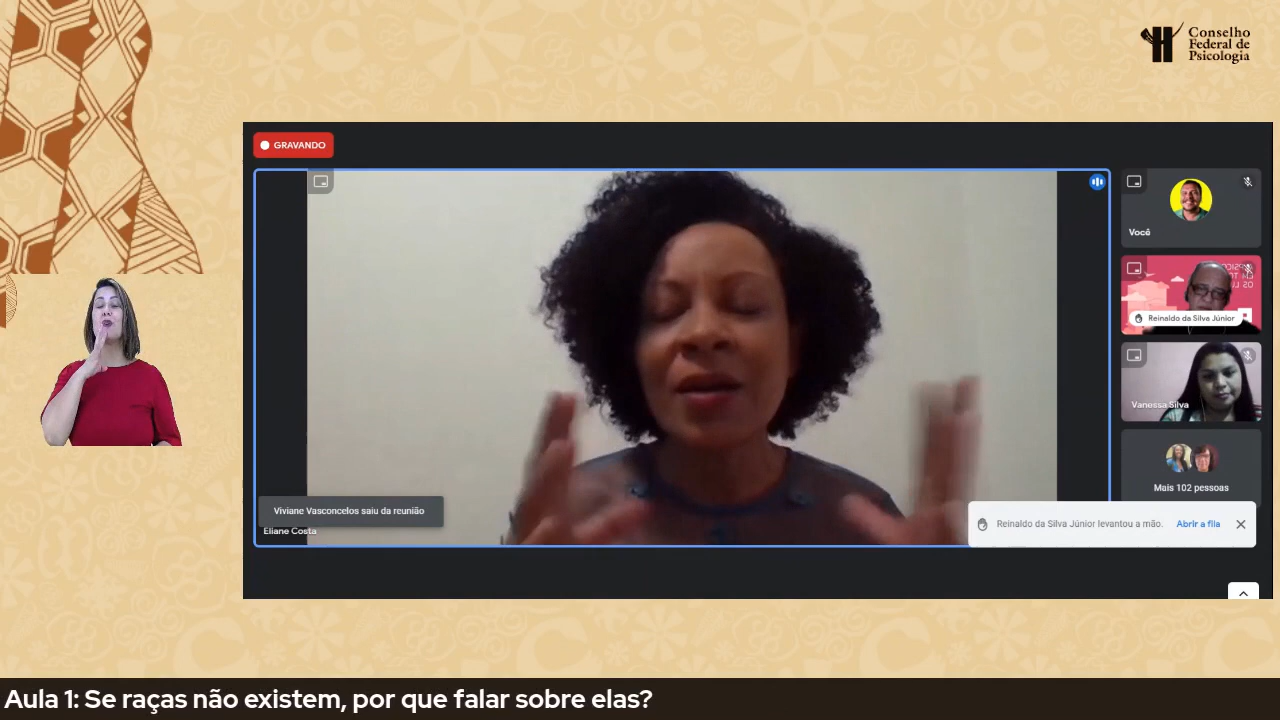 Conselho
Federal de
Psicologia
GRAVANDO
Você
Reinaldo da Silva Júnior
Vanessa Silva
Mais 102 pessoas
Viviane Vasconcelos saiu da reunião
Eliane Costa
Reinaldo da Silva Júnior levantou a mão. Abrir a fila
Aula 1: Se raças não existem, por que falar sobre elas?